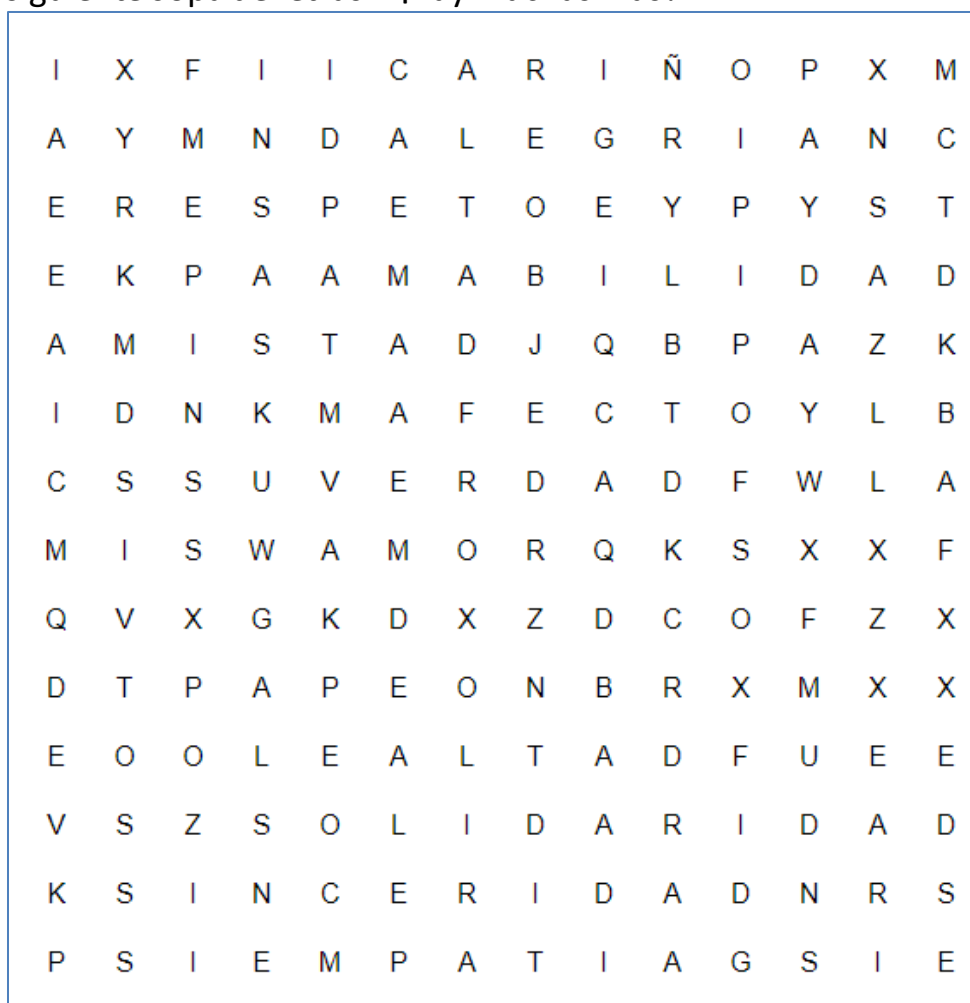 I X F I I C A R I Ñ O P X M
A Y M N D A L E G R I A N C
E R E S P E T O E Y P Y S T
E K P A A M A B I L I D A D
A M I S T A D J Q B P A Z K
I D N K M A F E C T O Y L B
C S S U V E R D A D F W L A
M I S W A M O R Q K S X X F
Q V X G K D X Z D C O F Z X
D T P A P E O N B R X M X X
E O O L E A L T A D F U E E
V S Z S O L I D A R I D A D
K S I N C E R I D A D N R S
P S I E M P A T I A G S I E